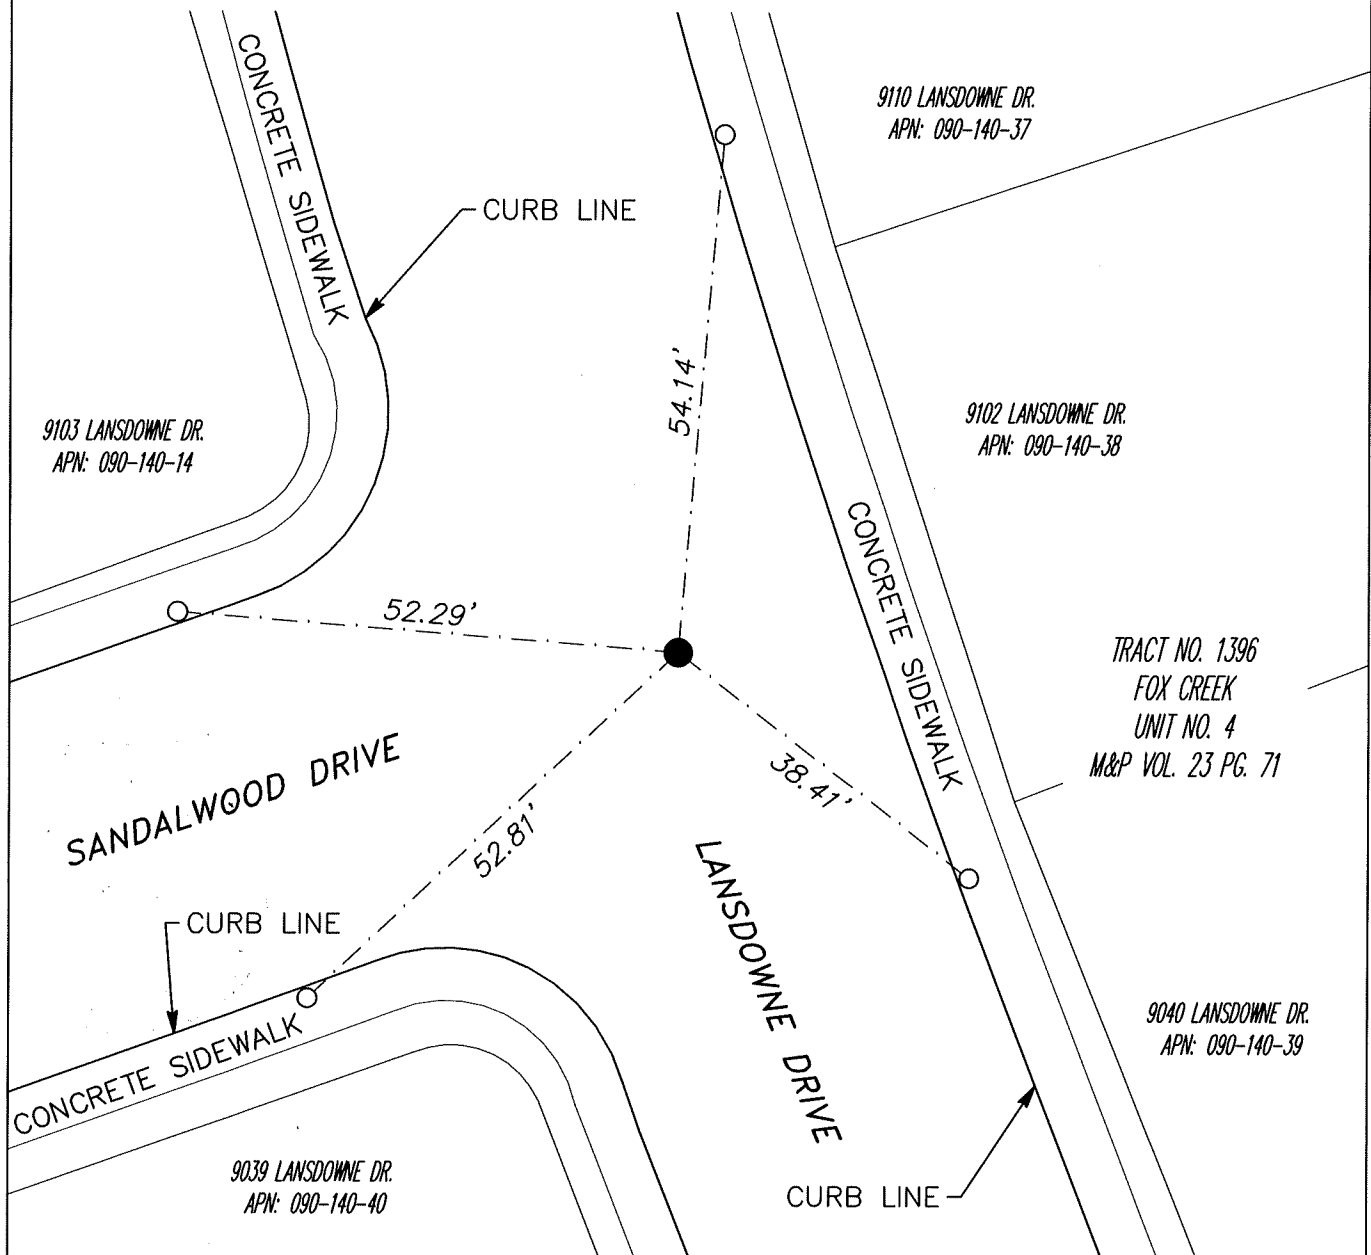 CONCRETE SIDEWALK
9110 LANSDOWNE DR.
APN: 090-140-37
CURB LINE
54.14'
9103 LANSDOWNE DR.
APN: 090-140-14
9102 LANSDOWNE DR.
APN: 090-140-38
CONCRETE SIDEWALK
52.29'
TRACT NO. 1396
FOX CREEK
UNIT NO. 4
M&P VOL. 23 PG. 71
SANDALWOOD DRIVE
38.41'
52.81'
LANSDOWNE DRIVE
CURB LINE
CONCRETE SIDEWALK
9040 LANSDOWNE DR.
APN: 090-140-39
9039 LANSDOWNE DR.
APN: 090-140-40
CURB LINE